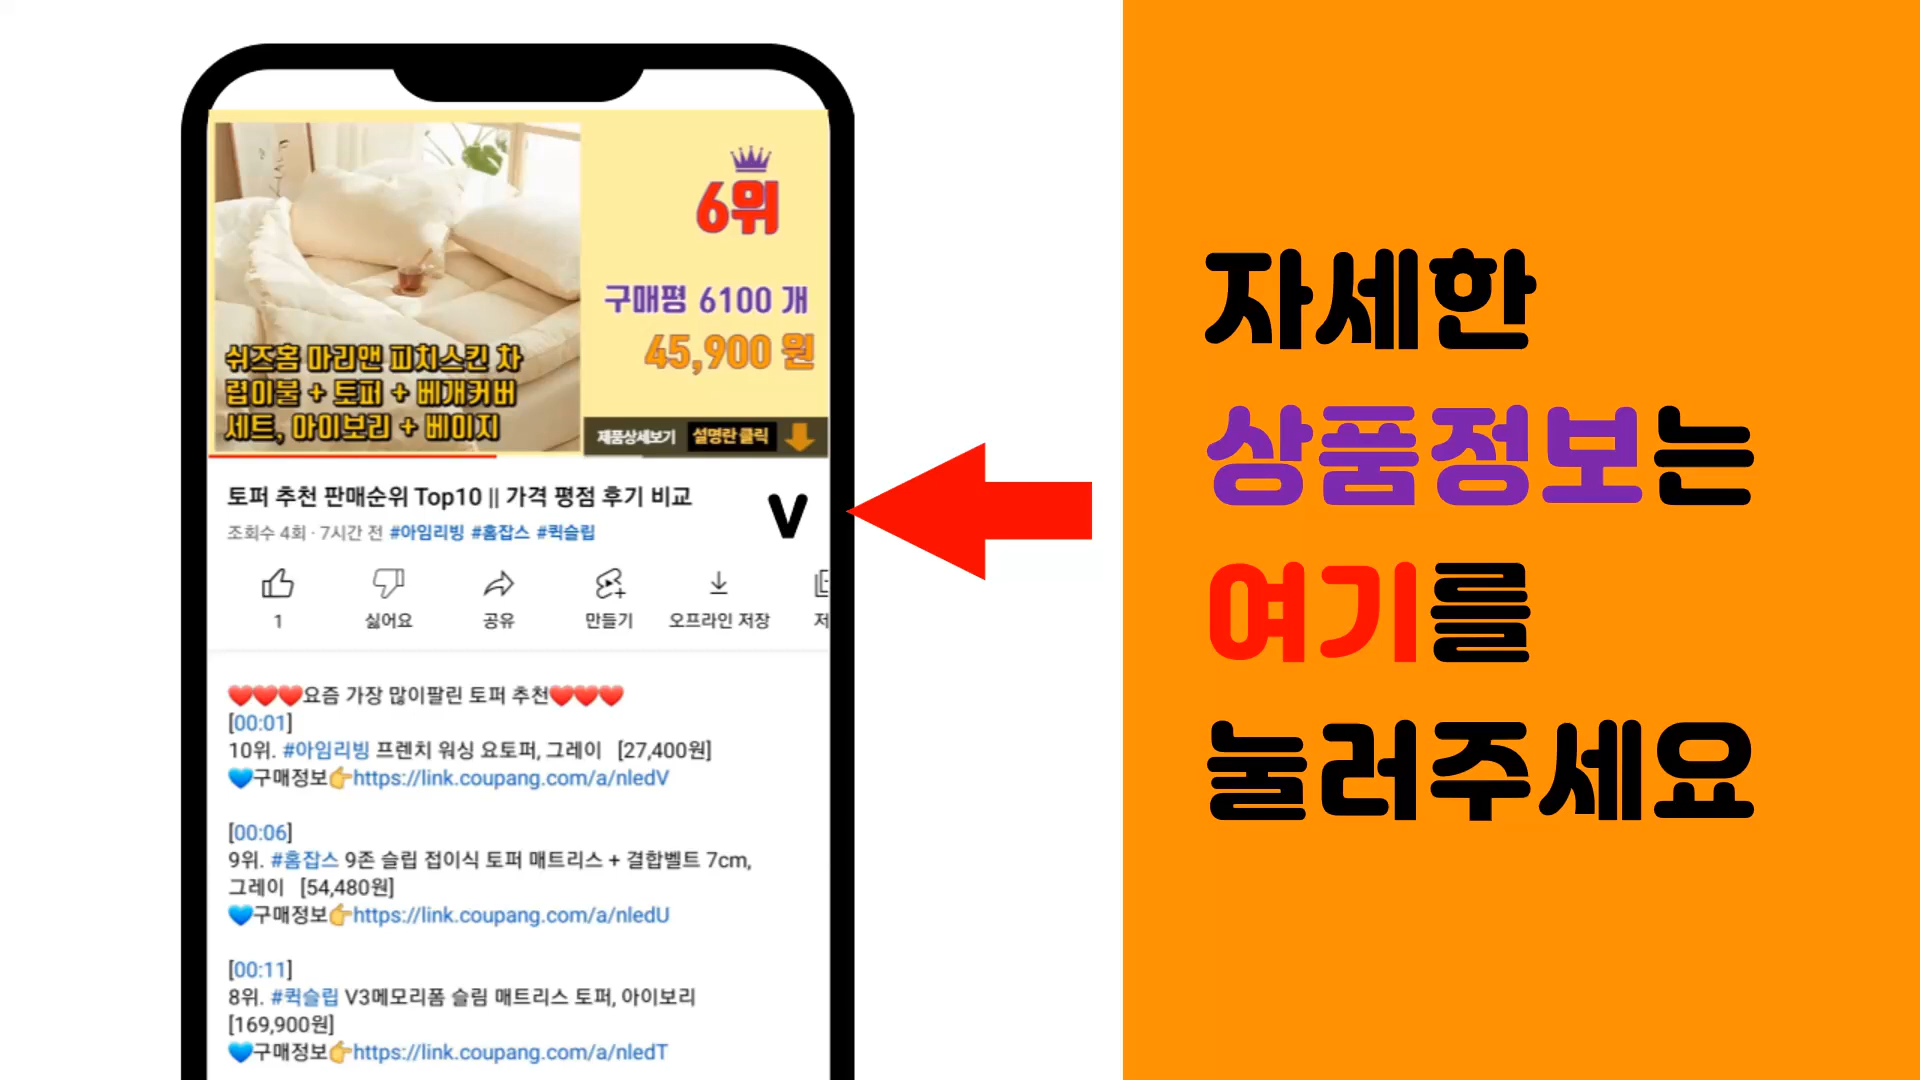 6위
구매평 6100 개
45,900 원
쉬즈홈 마리앤 피치스킨 차
렵이불 + 토퍼 + 베개커버
세트, 아이보리 + 베이지
제품상세보기 설명란 클릭
토퍼 추천 판매순위 Top10 || 가격 평점 후기 비교
V
조회수 4회 · 7시간 전 #아임리빙 #홈잡스 #퀵슬립
1 싫어요 공유 만들기 오프라인 저장 저
❤️❤️❤️요즘 가장 많이팔린 토퍼 추천❤️❤️❤️
[00:01]
10위. #아임리빙 프렌치 워싱 요토퍼, 그레이 [27,400원]
💙구매정보👉https://link.coupang.com/a/nledV
[00:06]
9위. #홈잡스 9존 슬립 접이식 토퍼 매트리스 + 결합벨트 7cm,
그레이 [54,480원]
💙구매정보👉https://link.coupang.com/a/nledU
[00:11]
8위. #퀵슬립 V3메모리폼 슬림 매트리스 토퍼, 아이보리
[169,900원]
💙구매정보👉https://link.coupang.com/a/nledT
자세한
상품정보는
여기를
눌러주세요